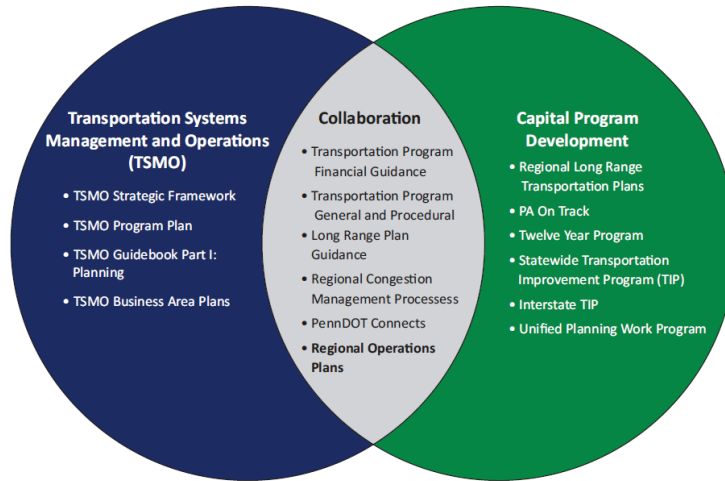 Transportation Systems
Management and Operations
(TSMO)
• TSMO Strategic Framework
• TSMO Program Plan
• TSMO Guidebook Part I:
Planning
• TSMO Business Area Plans
Collaboration
• Transportation Program
Financial Guidance
• Transportation Program
General and Procedural
• Long Range Plan
Guidance
• Regional Congestion
Management Processess
• PennDOT Connects
• Regional Operations
Plans
Capital Program
Development
• Regional Long Range
Transportation Plans
• PA On Track
• Twelve Year Program
• Statewide Transportation
Improvement Program (TIP)
• Interstate TIP
• Unified Planning Work Program